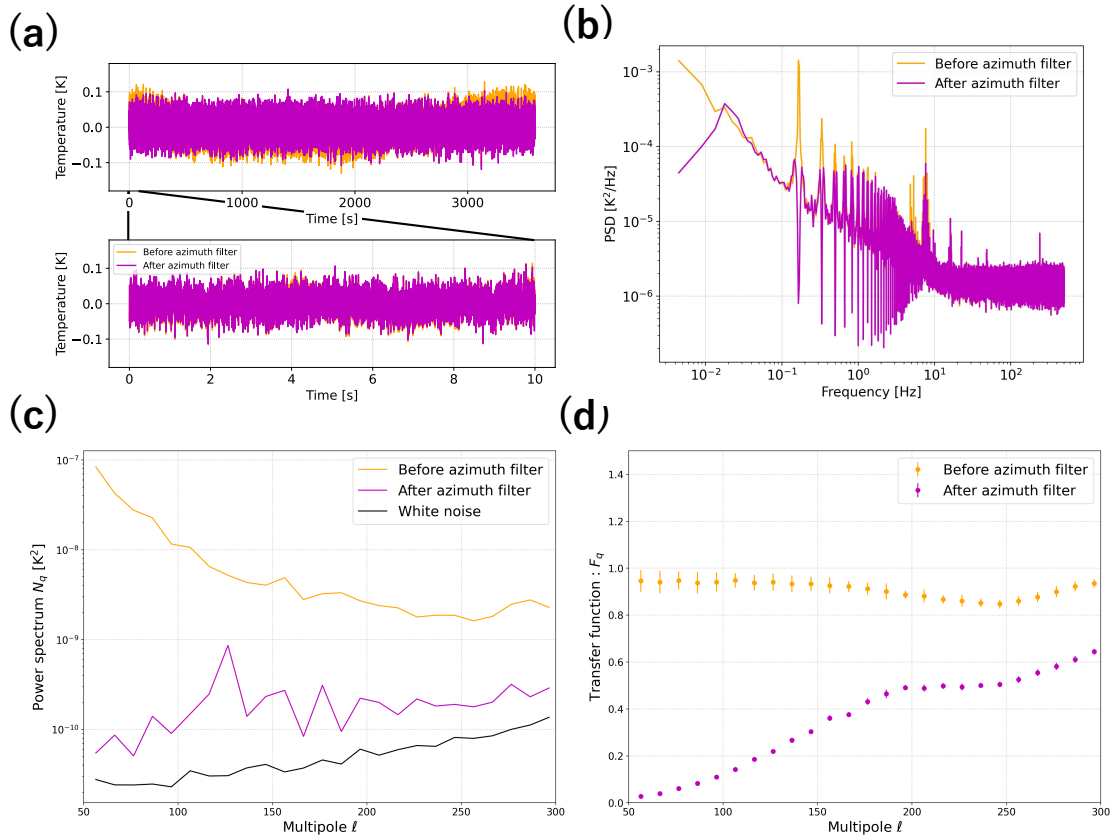 (a)
Temperature [K]
0.1
0.0
−0.1
0
1000
2000
3000
Time [s]
Temperature [K]
0.1
0.0
−0.1
Before azimuth filter
After azimuth filter
0
2
4
6
8
10
Time [s]
(b)
PSD [K²/Hz]
10⁻³
10⁻⁴
10⁻⁵
10⁻⁶
Before azimuth filter
After azimuth filter
10⁻²
10⁻¹
10⁰
10¹
10²
Frequency [Hz]
(c)
Power spectrum N_q [K²]
10⁻⁷
10⁻⁸
10⁻⁹
10⁻¹⁰
Before azimuth filter
After azimuth filter
White noise
50
100
150
200
250
300
Multipole ℓ
(d)
Transfer function : F_q
1.4
1.2
1.0
0.8
0.6
0.4
0.2
0.0
Before azimuth filter
After azimuth filter
50
100
150
200
250
300
Multipole ℓ